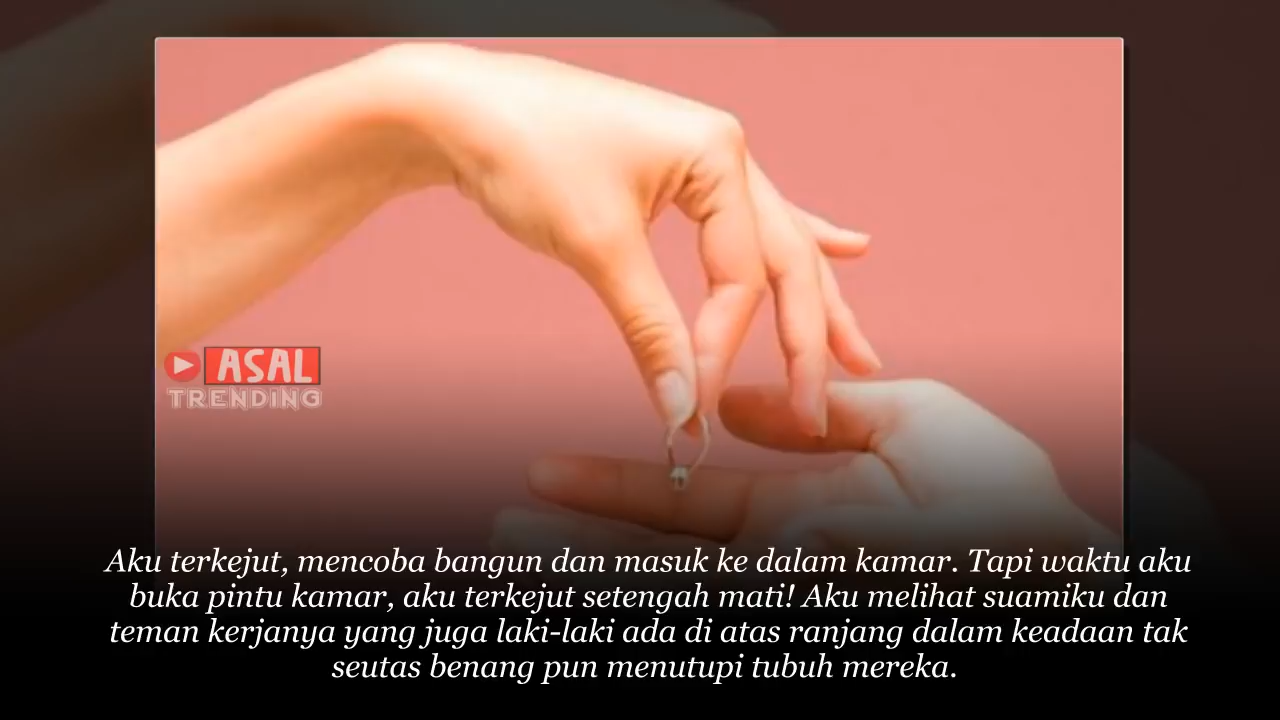 ASAL
TRENDING
Aku terkejut, mencoba bangun dan masuk ke dalam kamar. Tapi waktu aku
buka pintu kamar, aku terkejut setengah mati! Aku melihat suamiku dan
teman kerjanya yang juga laki-laki ada di atas ranjang dalam keadaan tak
seutas benang pun menutupi tubuh mereka.